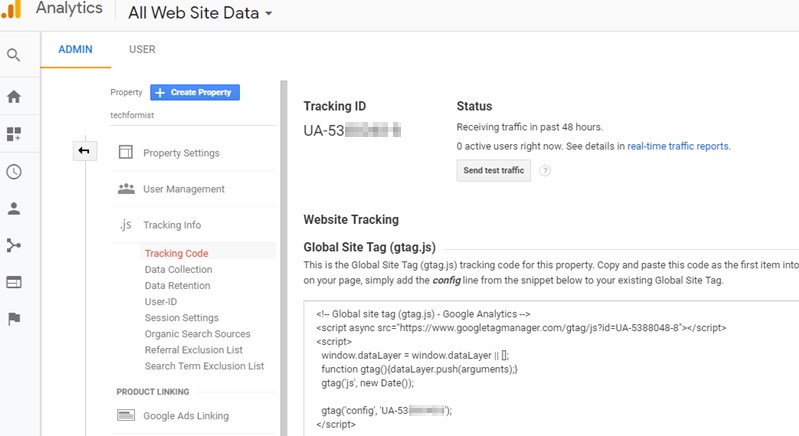 Analytics
All Web Site Data
ADMIN
USER
Property
+ Create Property
techformist
Property Settings
User Management
.js Tracking Info
Tracking Code
Data Collection
Data Retention
User-ID
Session Settings
Organic Search Sources
Referral Exclusion List
Search Term Exclusion List
PRODUCT LINKING
Google Ads Linking
Tracking ID
UA-53
Status
Receiving traffic in past 48 hours.
0 active users right now. See details in real-time traffic reports.
Send test traffic ?
Website Tracking
Global Site Tag (gtag.js)
This is the Global Site Tag (gtag.js) tracking code for this property. Copy and paste this code as the first item into
on your page, simply add the config line from the snippet below to your existing Global Site Tag.
<!-- Global site tag (gtag.js) - Google Analytics -->
<script async src="https://www.googletagmanager.com/gtag/js?id=UA-5388048-8"></script>
<script>
window.dataLayer = window.dataLayer || [];
function gtag(){dataLayer.push(arguments);}
gtag('js', new Date());
gtag('config', 'UA-53');
</script>